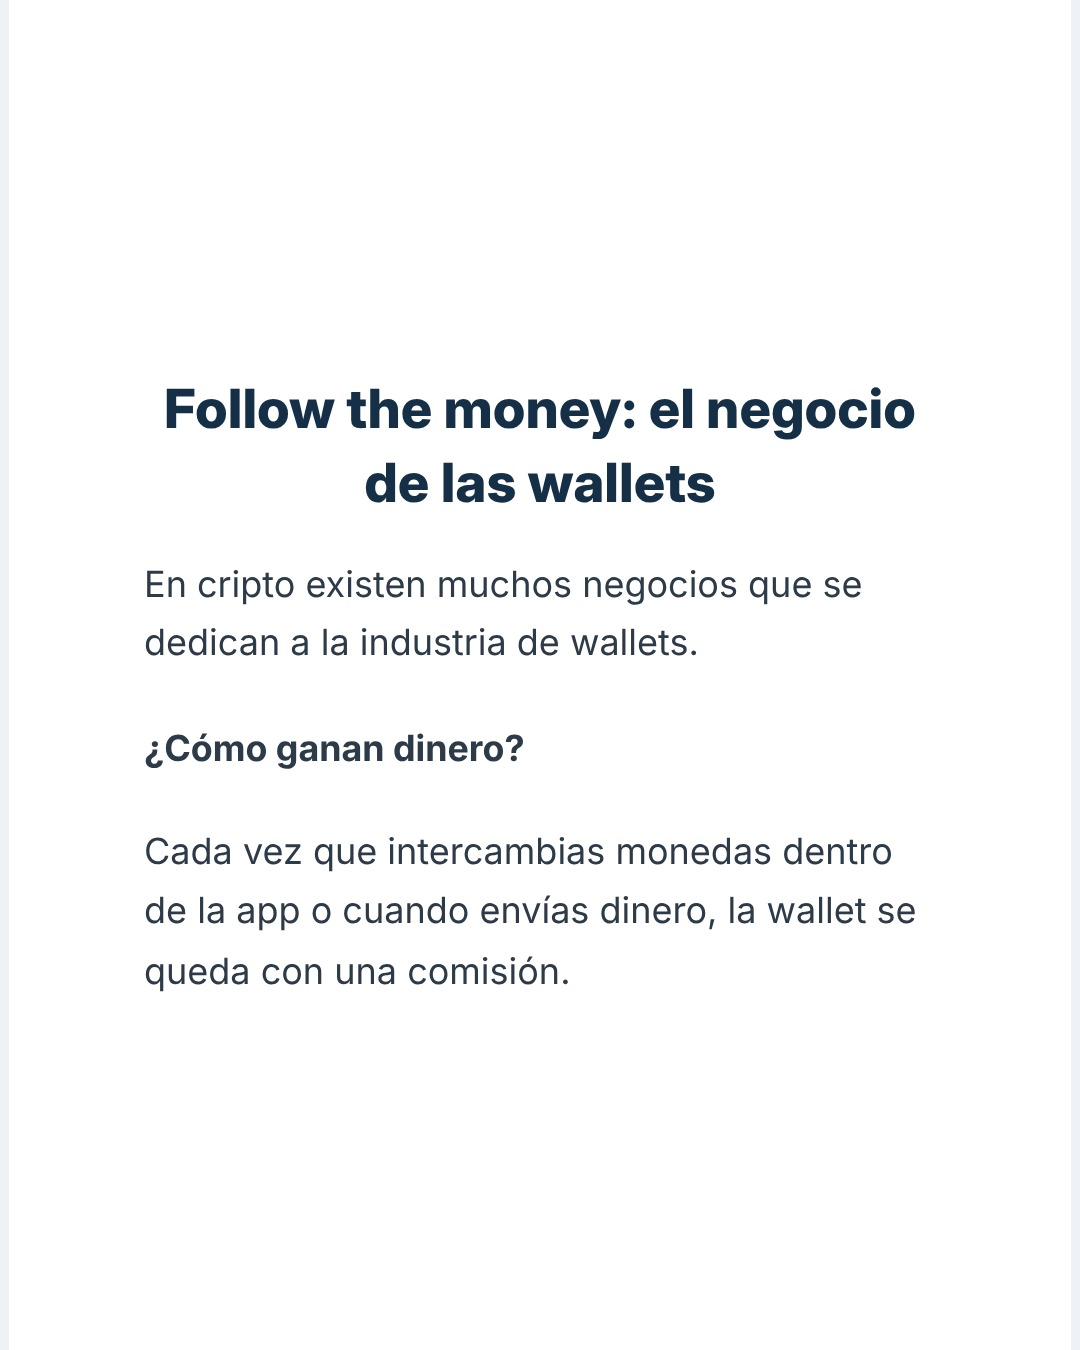 Follow the money: el negocio
de las wallets
En cripto existen muchos negocios que se
dedican a la industria de wallets.
¿Cómo ganan dinero?
Cada vez que intercambias monedas dentro
de la app o cuando envías dinero, la wallet se
queda con una comisión.